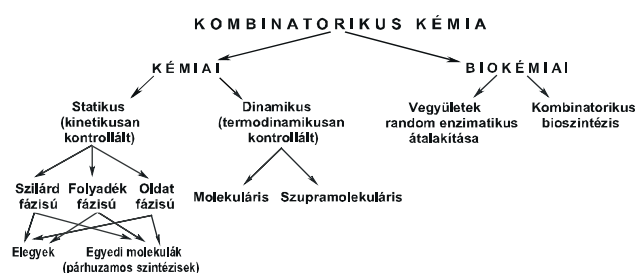 KOMBINATORIKUS KÉMIA
KÉMIAI
BIOKÉMIAI
Statikus
(kinetikusan
kontrollált)
Dinamikus
(termodinamikusan
kontrollált)
Vegyületek
random enzimatikus
átalakítása
Kombinatorikus
bioszintézis
Szilárd
fázisú
Folyadék
fázisú
Oldat
fázisú
Molekuláris
Szupramolekuláris
Elegyek
Egyedi molekulák
(párhuzamos szintézisek)